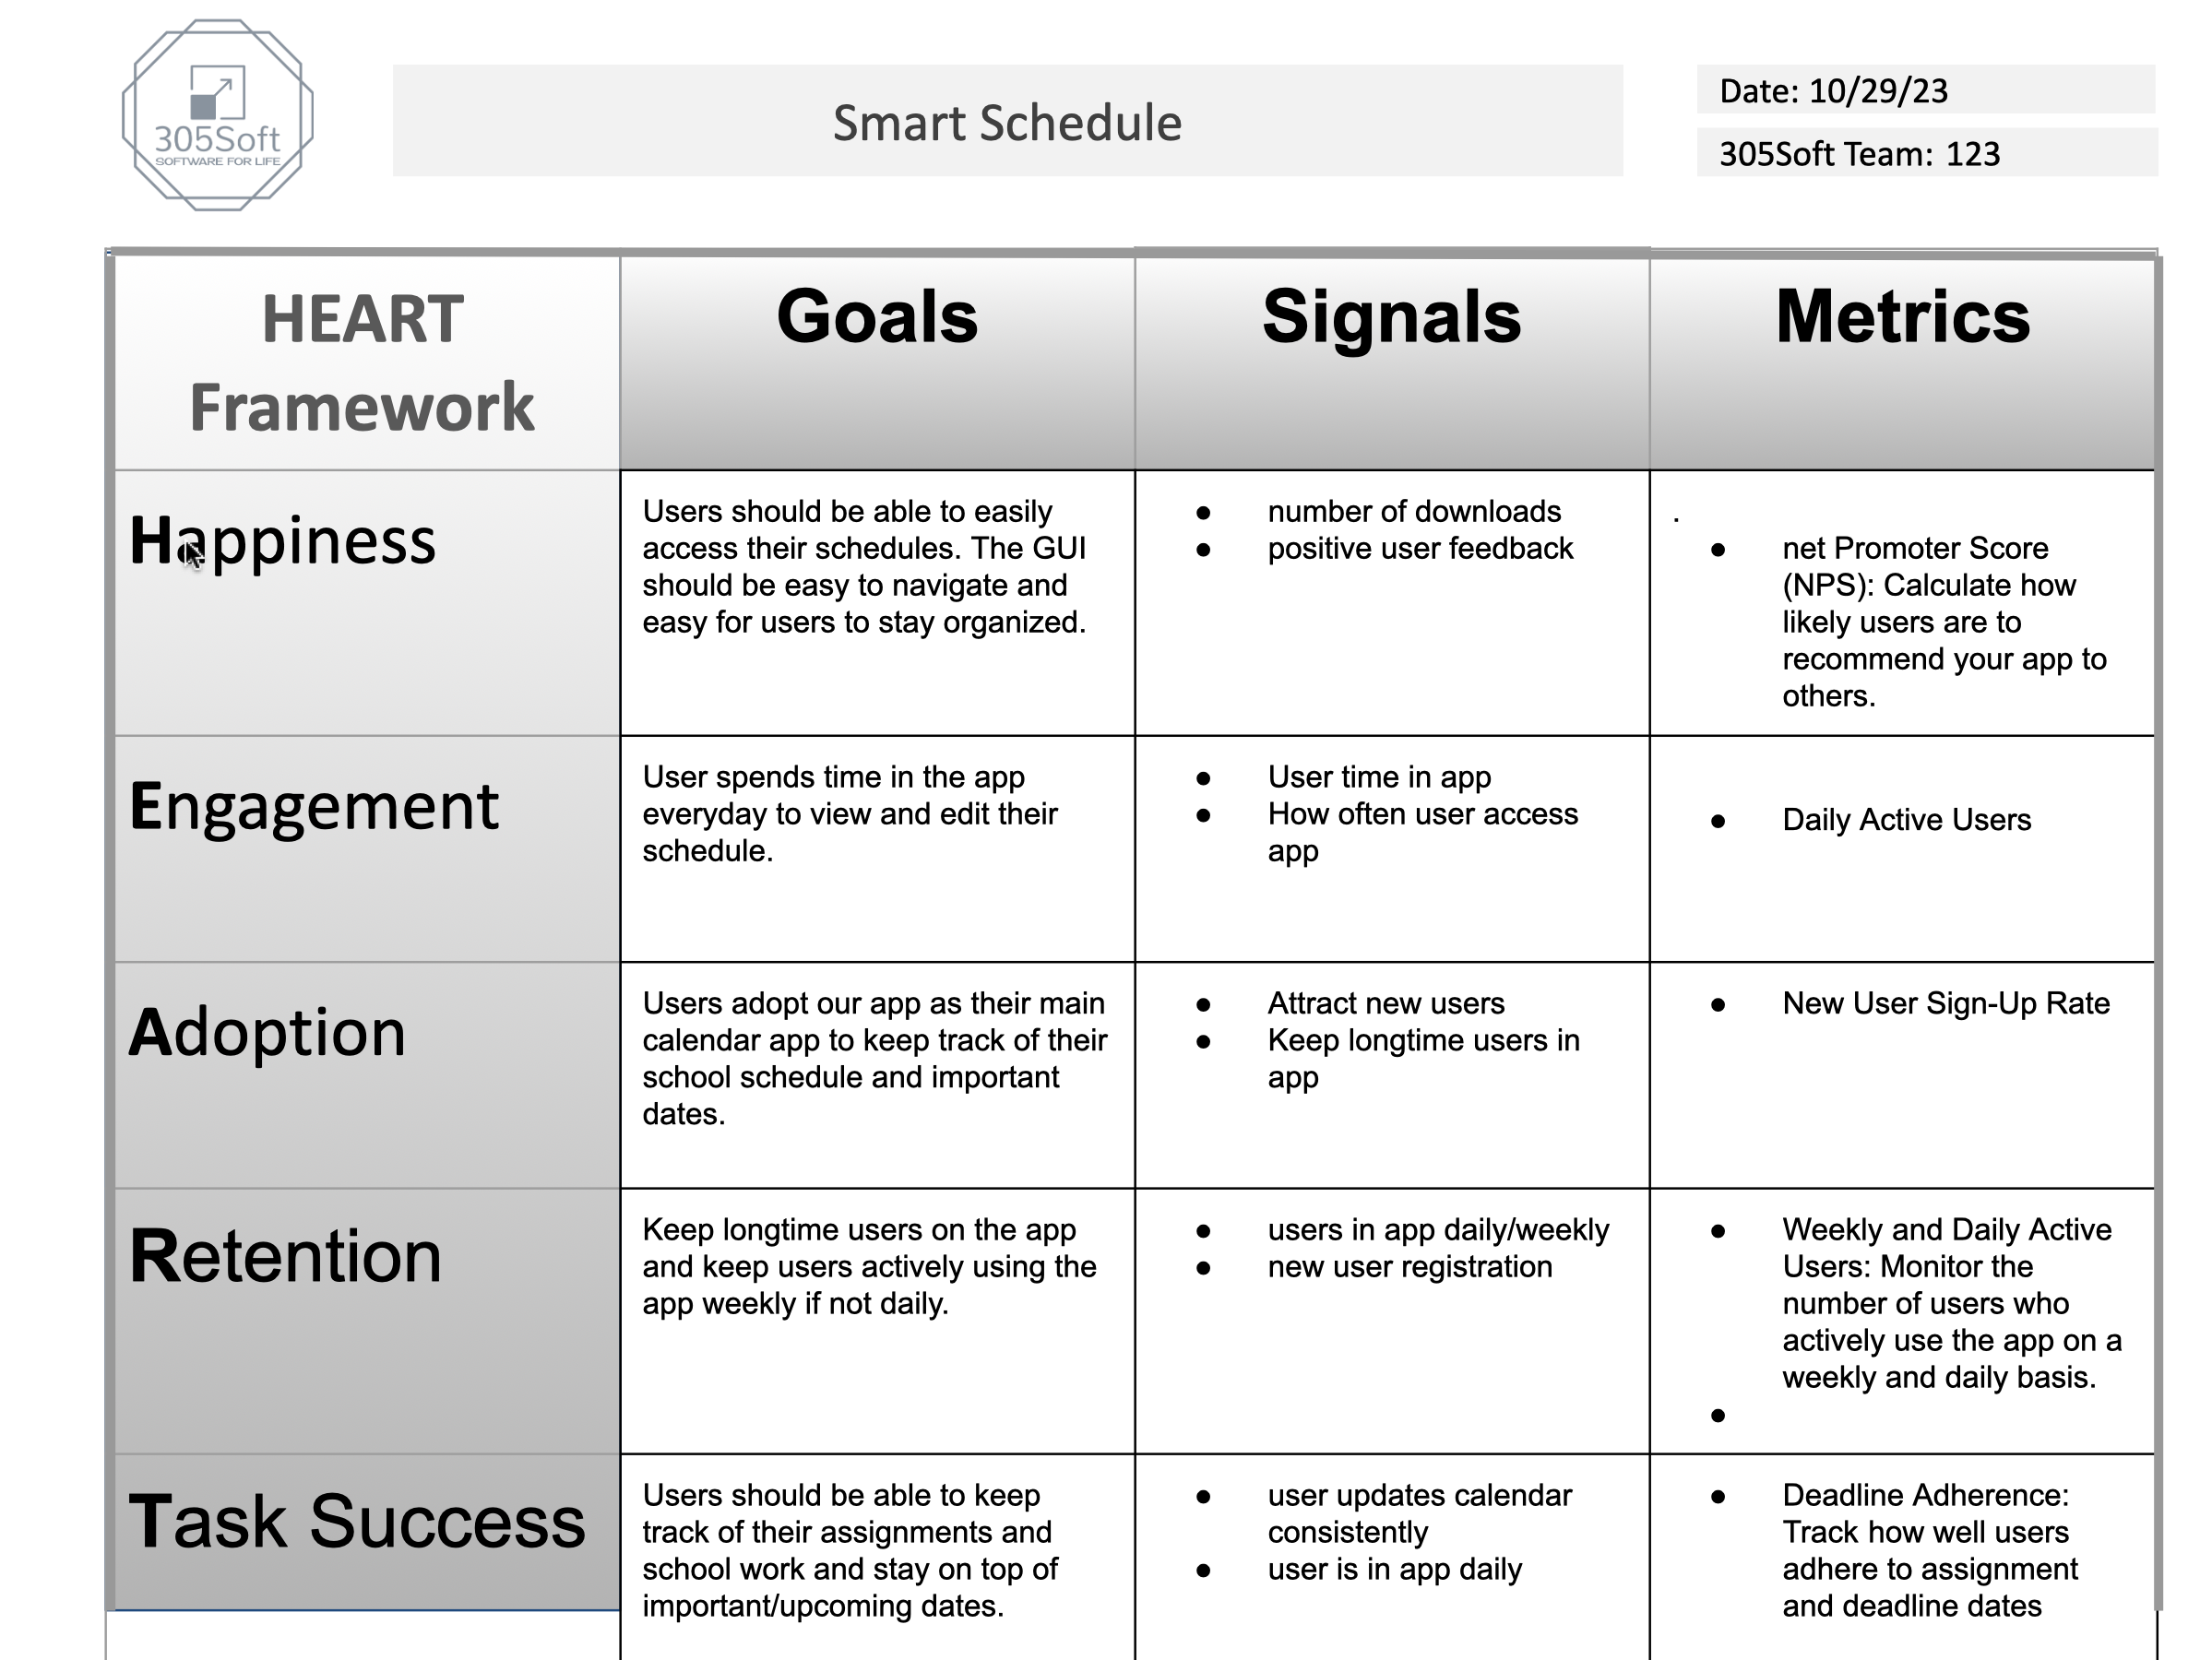 305Soft
SOFTWARE FOR LIFE
Smart Schedule
Date: 10/29/23
305Soft Team: 123
HEART
Framework
Goals
Signals
Metrics
Happiness
Users should be able to easily
access their schedules. The GUI
should be easy to navigate and
easy for users to stay organized.
● number of downloads
● positive user feedback
.
● net Promoter Score
(NPS): Calculate how
likely users are to
recommend your app to
others.
Engagement
User spends time in the app
everyday to view and edit their
schedule.
● User time in app
● How often user access
app
● Daily Active Users
Adoption
Users adopt our app as their main
calendar app to keep track of their
school schedule and important
dates.
● Attract new users
● Keep longtime users in
app
● New User Sign-Up Rate
Retention
Keep longtime users on the app
and keep users actively using the
app weekly if not daily.
● users in app daily/weekly
● new user registration
● Weekly and Daily Active
Users: Monitor the
number of users who
actively use the app on a
weekly and daily basis.
●
Task Success
Users should be able to keep
track of their assignments and
school work and stay on top of
important/upcoming dates.
● user updates calendar
consistently
● user is in app daily
● Deadline Adherence:
Track how well users
adhere to assignment
and deadline dates